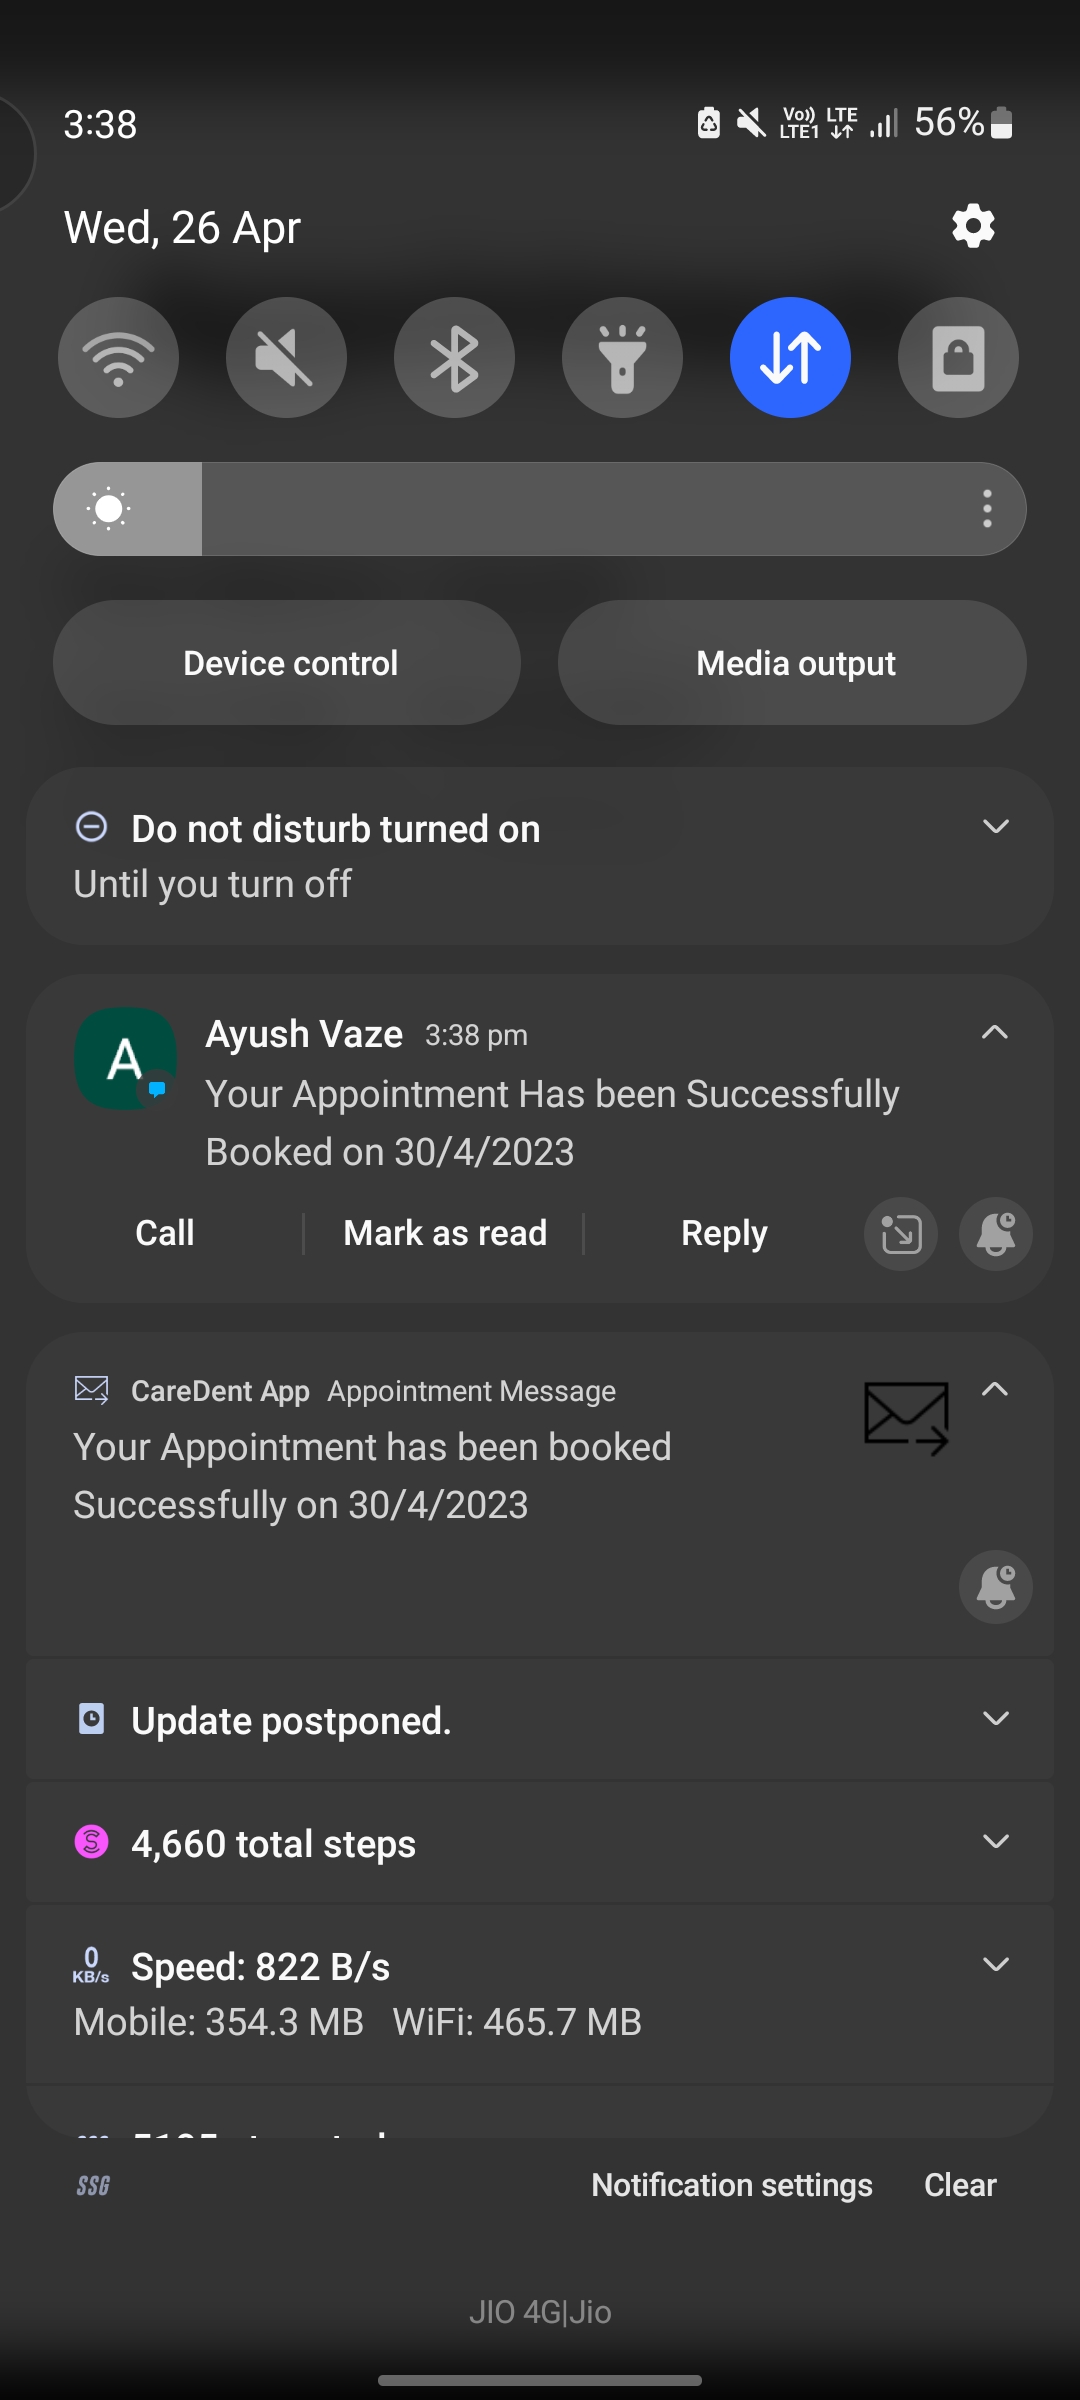 3:38
Vo)) LTE1 LTE 56%
Wed, 26 Apr
Device control
Media output
Do not disturb turned on
Until you turn off
A
Ayush Vaze 3:38 pm
Your Appointment Has been Successfully
Booked on 30/4/2023
Call
Mark as read
Reply
CareDent App Appointment Message
Your Appointment has been booked
Successfully on 30/4/2023
Update postponed.
S 4,660 total steps
0 KB/s
Speed: 822 B/s
Mobile: 354.3 MB WiFi: 465.7 MB
SSG
Notification settings
Clear
JIO 4G|Jio